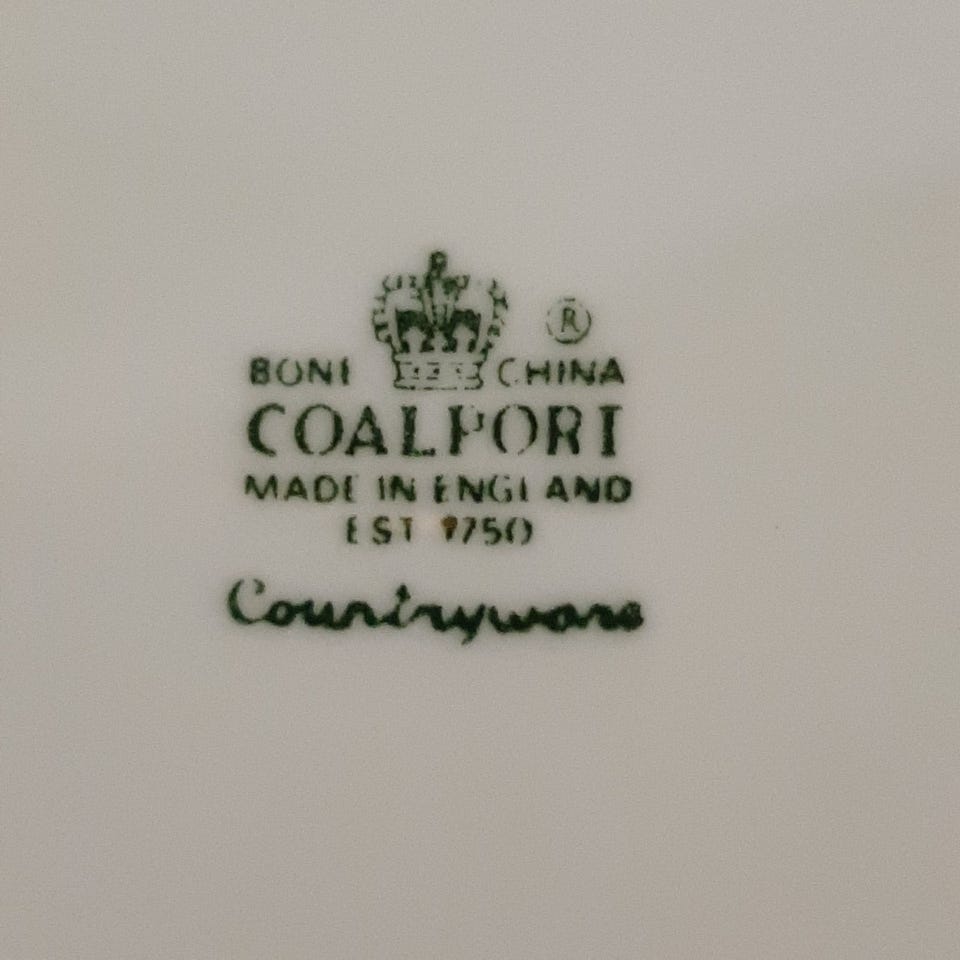 ®
BONE CHINA
COALPORT
MADE IN ENGLAND
EST 1750
Countryware